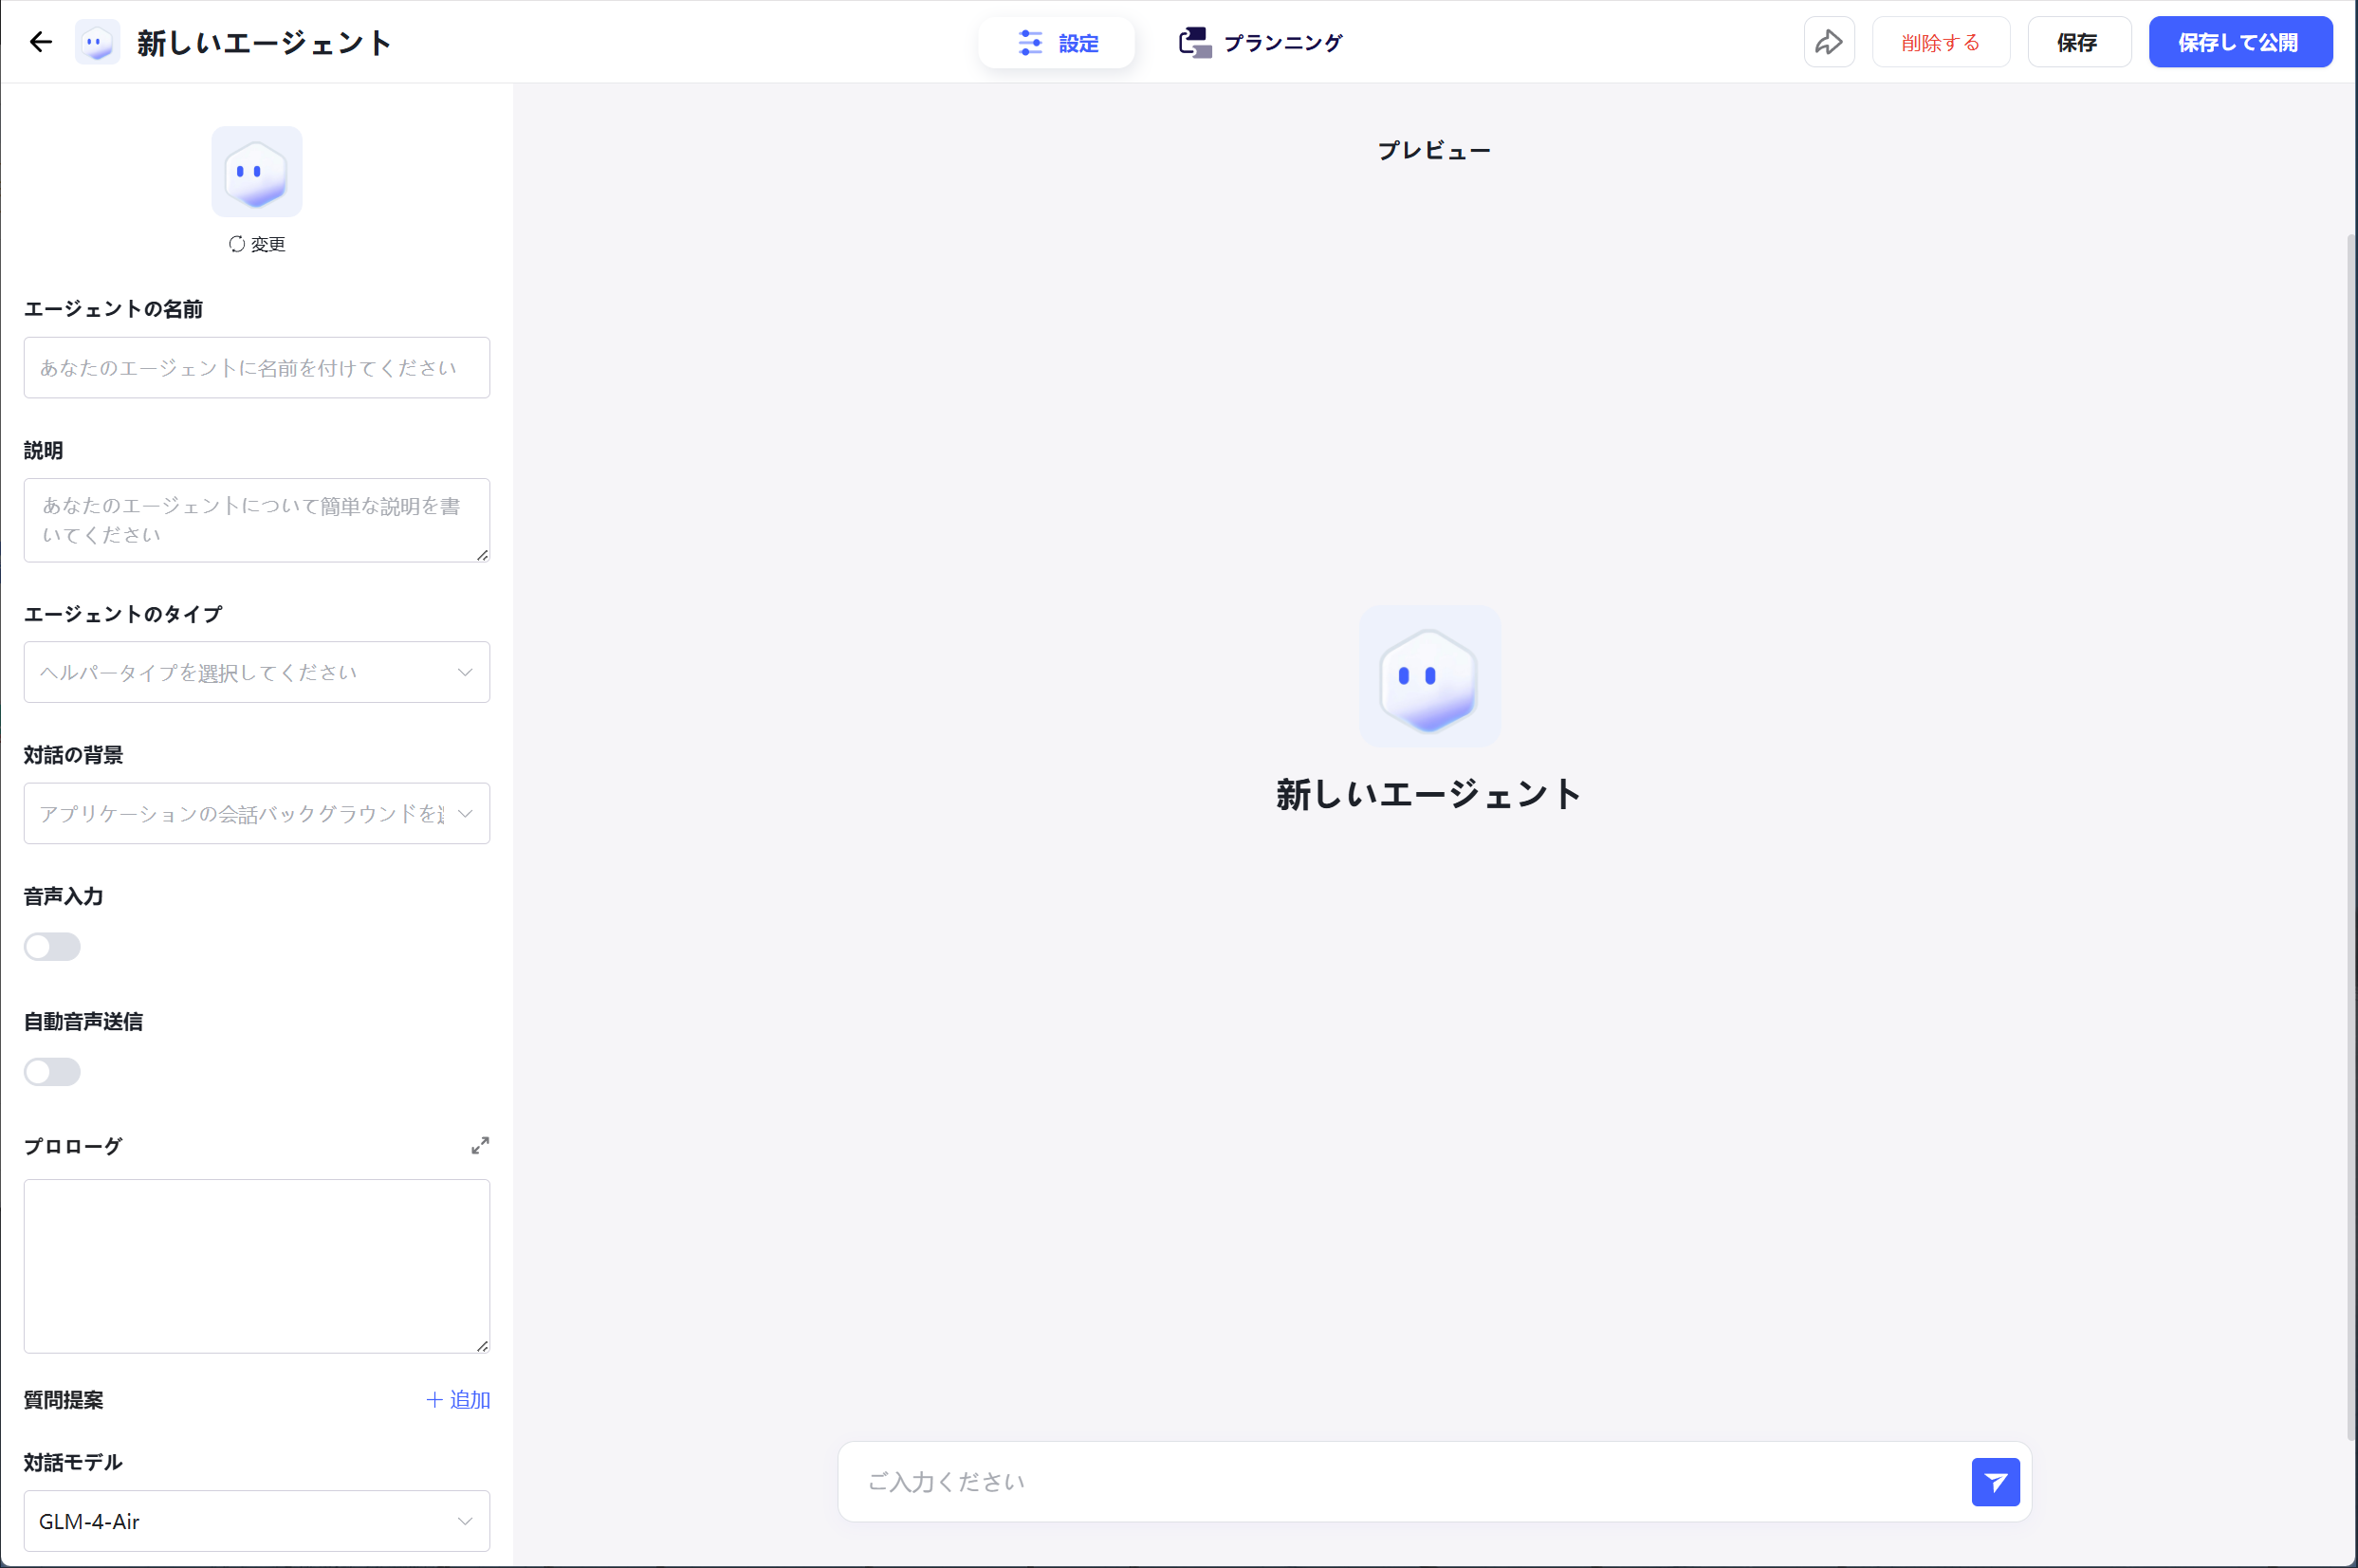 新しいエージェント
設定
プランニング
削除する
保存
保存して公開
変更
エージェントの名前
あなたのエージェントに名前を付けてください
説明
あなたのエージェントについて簡単な説明を書
いてください
エージェントのタイプ
ヘルパータイプを選択してください
対話の背景
アプリケーションの会話バックグラウンドを
音声入力
自動音声送信
プロローグ
質問提案
追加
対話モデル
GLM-4-Air
プレビュー
新しいエージェント
ご入力ください